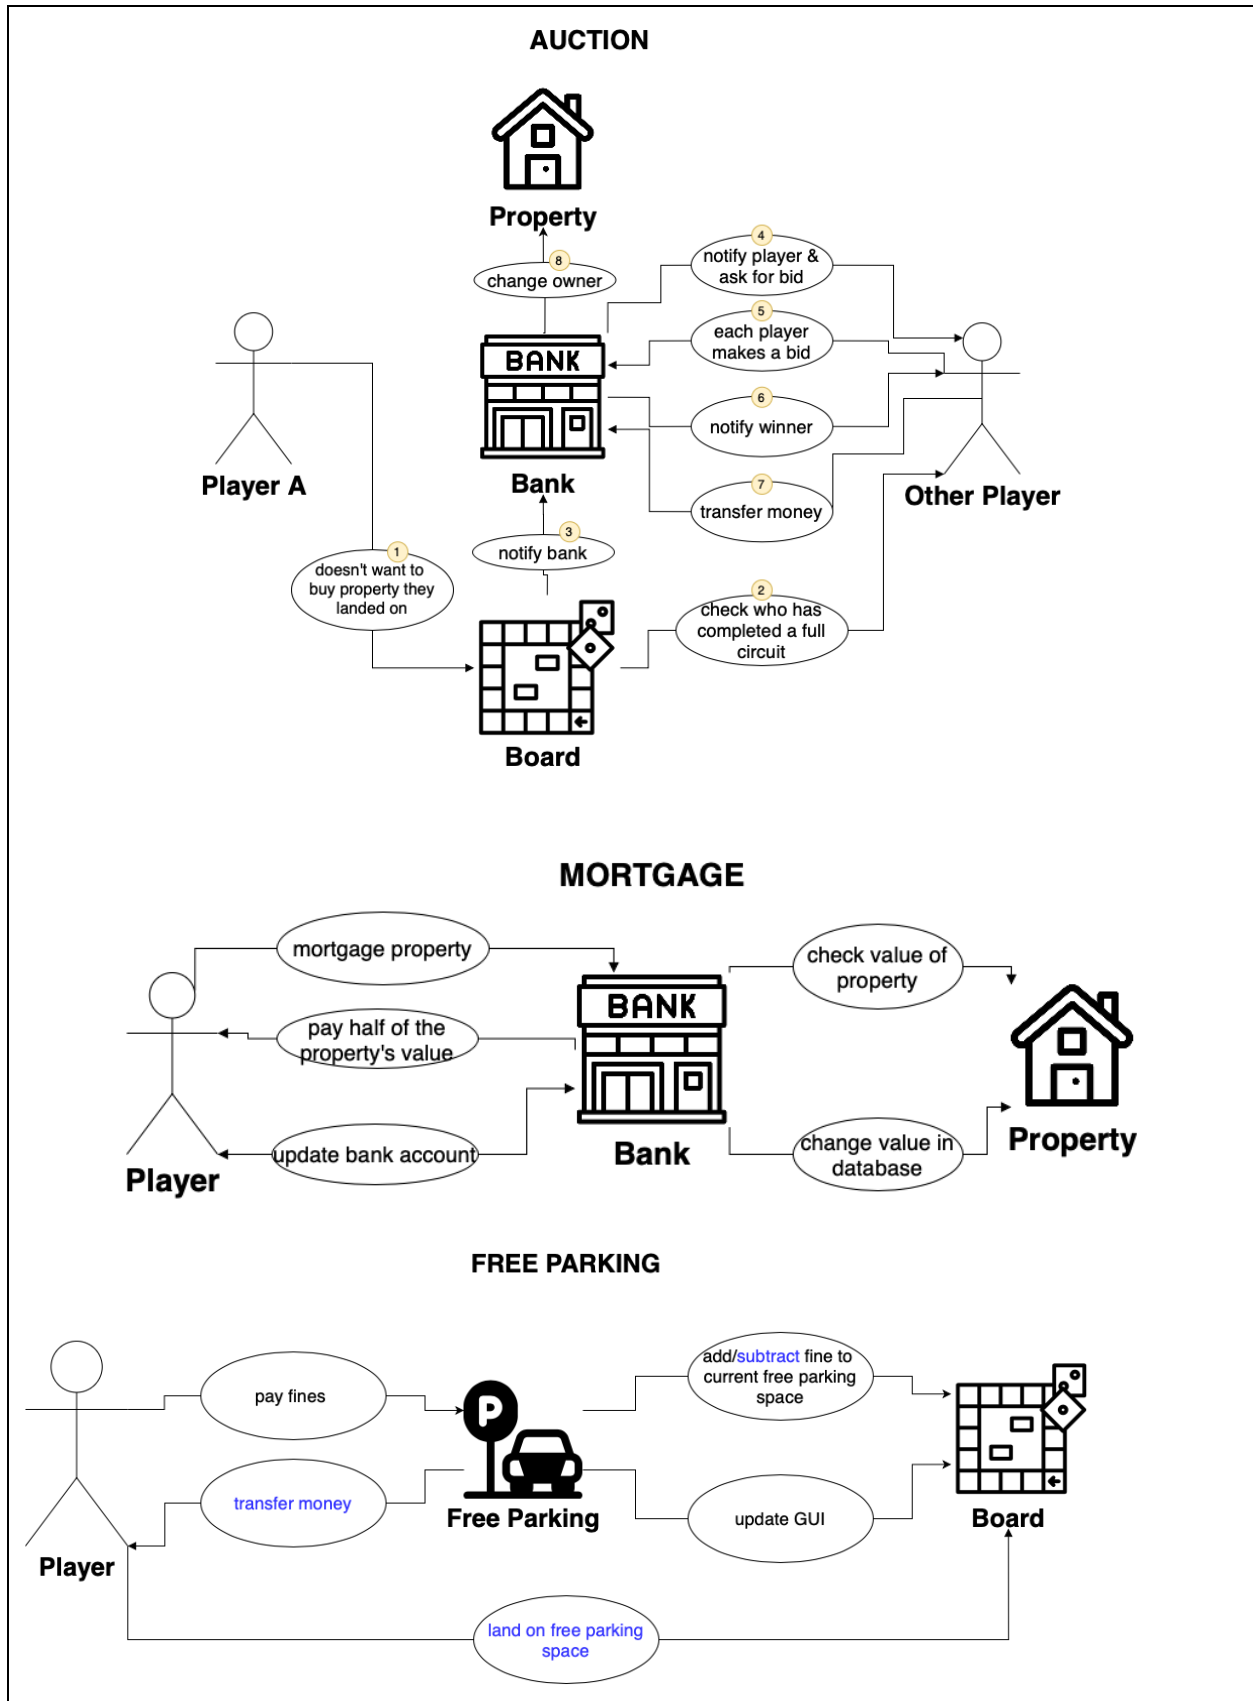 AUCTION
Property
8
change owner
4
notify player &
ask for bid
5
each player
makes a bid
BANK
6
notify winner
Player A
Bank
7
transfer money
Other Player
3
notify bank
1
doesn't want to
buy property they
landed on
2
check who has
completed a full
circuit
Board
MORTGAGE
mortgage property
check value of
property
BANK
pay half of the
property's value
update bank account
Bank
change value in
database
Property
Player
FREE PARKING
add/subtract fine to
current free parking
space
pay fines
P
transfer money
Free Parking
update GUI
Board
Player
land on free parking
space